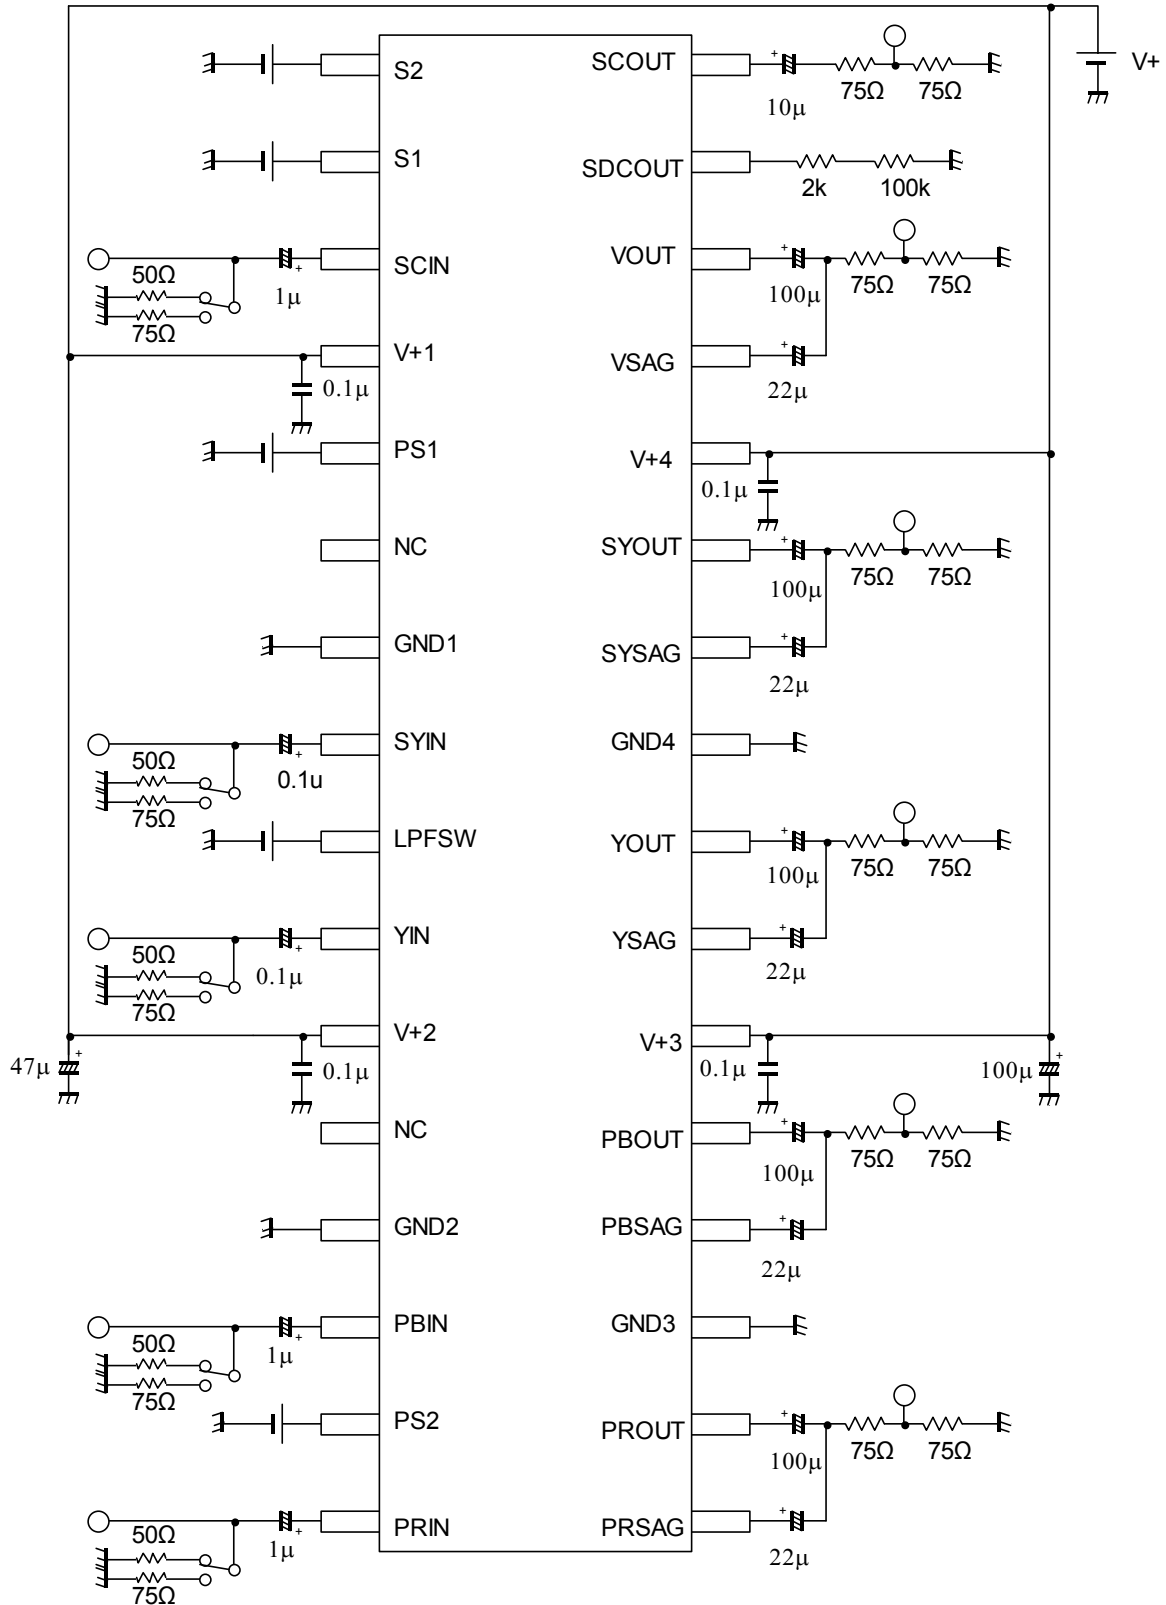 V+
S2
SCOUT
10μ
75Ω
75Ω
S1
SDCOUT
2k
100k
50Ω
75Ω
1μ
SCIN
VOUT
100μ
75Ω
75Ω
V+1
0.1μ
VSAG
22μ
PS1
V+4
0.1μ
NC
SYOUT
100μ
75Ω
75Ω
GND1
SYSAG
22μ
50Ω
75Ω
0.1u
SYIN
GND4
LPFSW
YOUT
100μ
75Ω
75Ω
50Ω
75Ω
0.1μ
YIN
YSAG
22μ
47μ
V+2
0.1μ
V+3
0.1μ
100μ
NC
PBOUT
100μ
75Ω
75Ω
GND2
PBSAG
22μ
50Ω
75Ω
1μ
PBIN
GND3
PS2
PROUT
100μ
75Ω
75Ω
50Ω
75Ω
1μ
PRIN
PRSAG
22μ